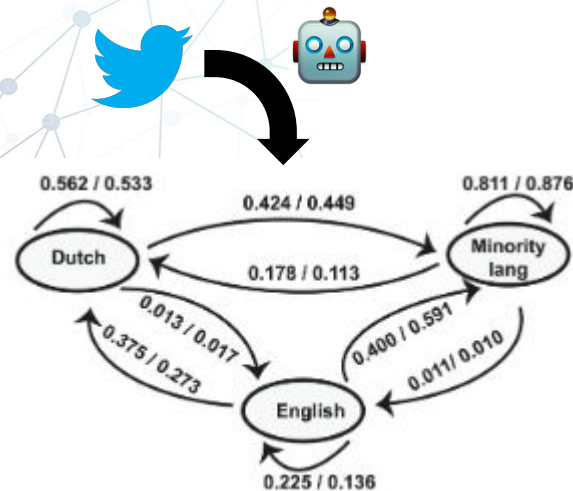 0.562 / 0.533
0.811 / 0.876
0.424 / 0.449
Dutch
Minority
lang
0.178 / 0.113
0.013 / 0.017
0.400 / 0.591
0.375 / 0.273
0.011/ 0.010
English
0.225 / 0.136